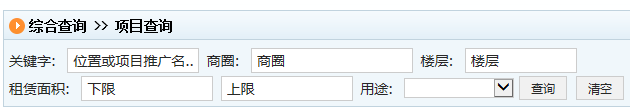 综合查询 >> 项目查询
关键字: 位置或项目推广名.. 商圈: 商圈 楼层: 楼层
租赁面积: 下限 上限 用途: 查询 清空